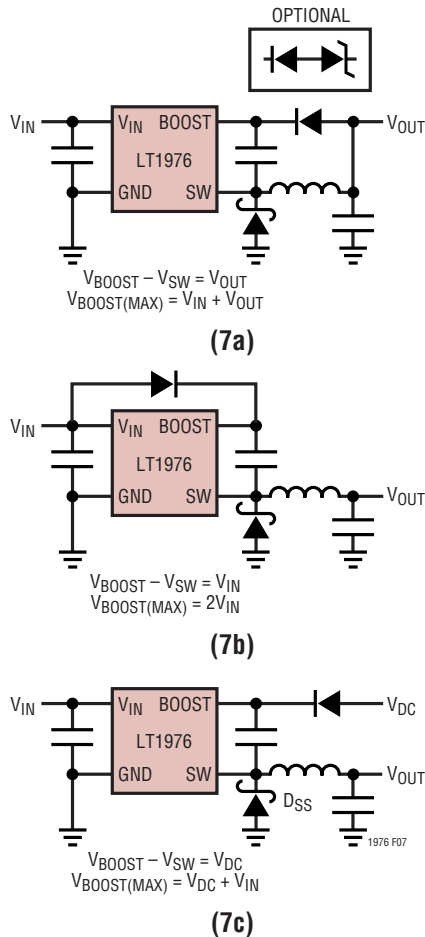 OPTIONAL
VIN VIN BOOST VOUT
LT1976
GND SW
VBOOST – VSW = VOUT
VBOOST(MAX) = VIN + VOUT
(7a)
VIN VIN BOOST
LT1976
GND SW VOUT
VBOOST – VSW = VIN
VBOOST(MAX) = 2VIN
(7b)
VIN VIN BOOST VDC
LT1976
GND SW VOUT
DSS
1976 F07
VBOOST – VSW = VDC
VBOOST(MAX) = VDC + VIN
(7c)